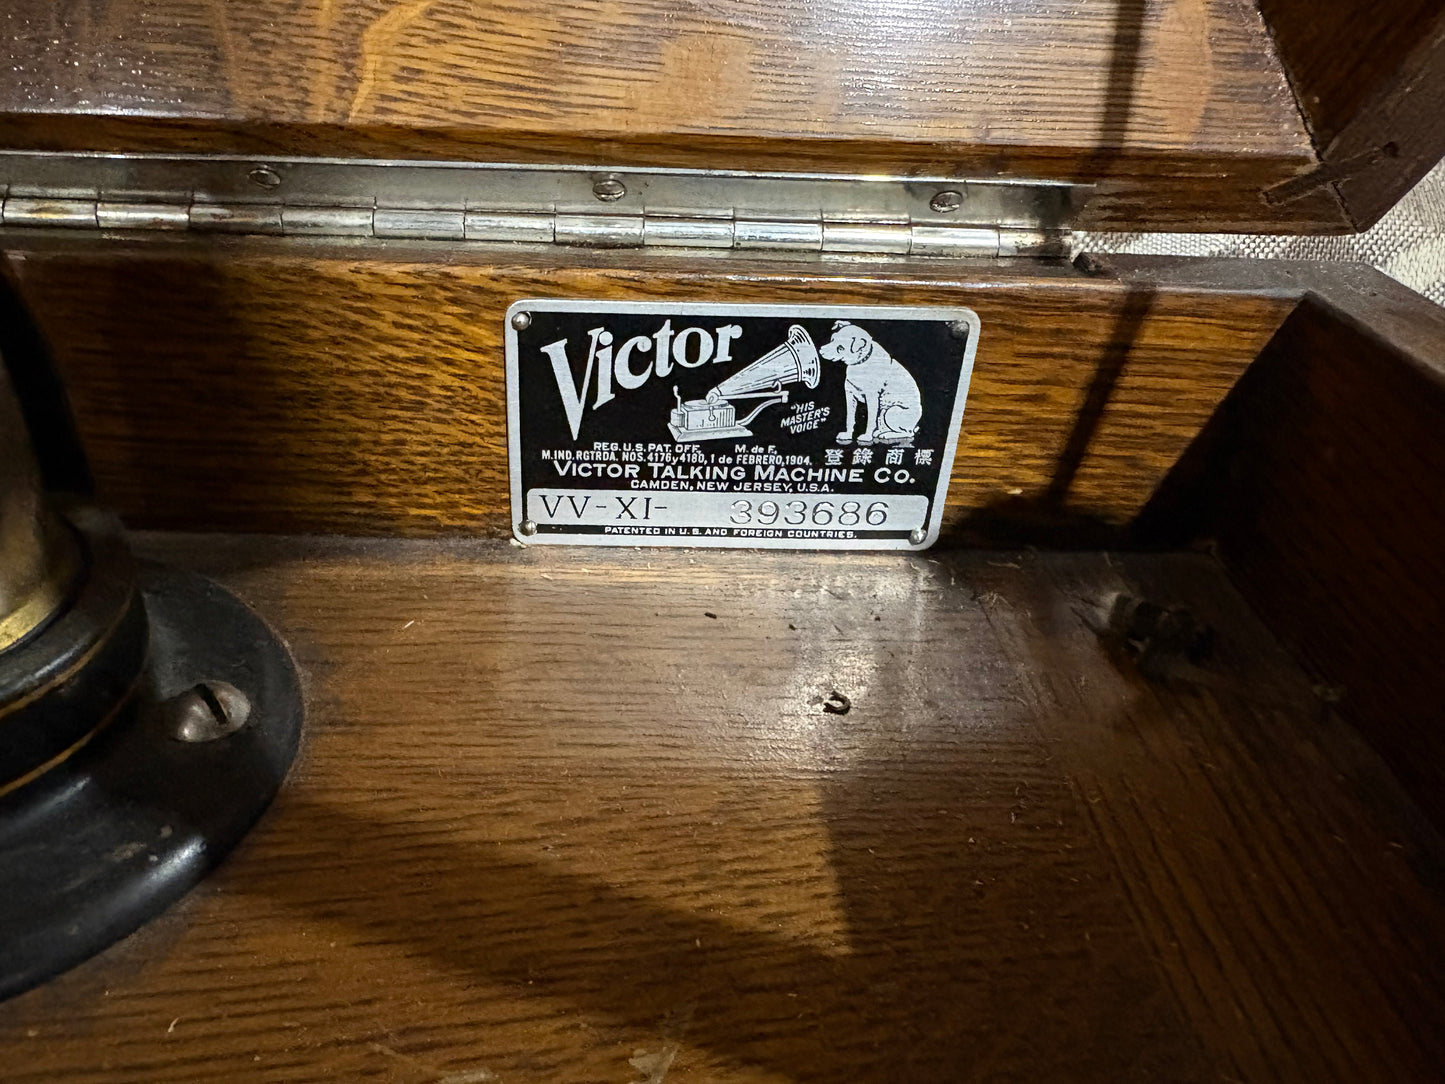 Victor
"HIS
MASTER'S
VOICE"
REG. U.S. PAT. OFF. M. de F.
M. IND. RGTRDA. NOS. 4176 y 4180, 1 de FEBRERO, 1904. 登錄商標
VICTOR TALKING MACHINE CO.
CAMDEN, NEW JERSEY, U.S.A.
VV-XI- 393686
PATENTED IN U.S. AND FOREIGN COUNTRIES.